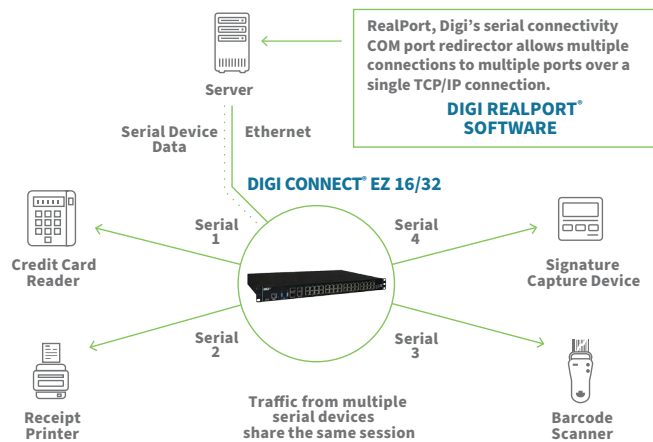 RealPort, Digi's serial connectivity
COM port redirector allows multiple
connections to multiple ports over a
single TCP/IP connection.
DIGI REALPORT®
SOFTWARE
Server
Serial Device
Data
Ethernet
DIGI CONNECT® EZ 16/32
Serial
1
Serial
4
Credit Card
Reader
Signature
Capture Device
Serial
2
Serial
3
Receipt
Printer
Traffic from multiple
serial devices
share the same session
Barcode
Scanner